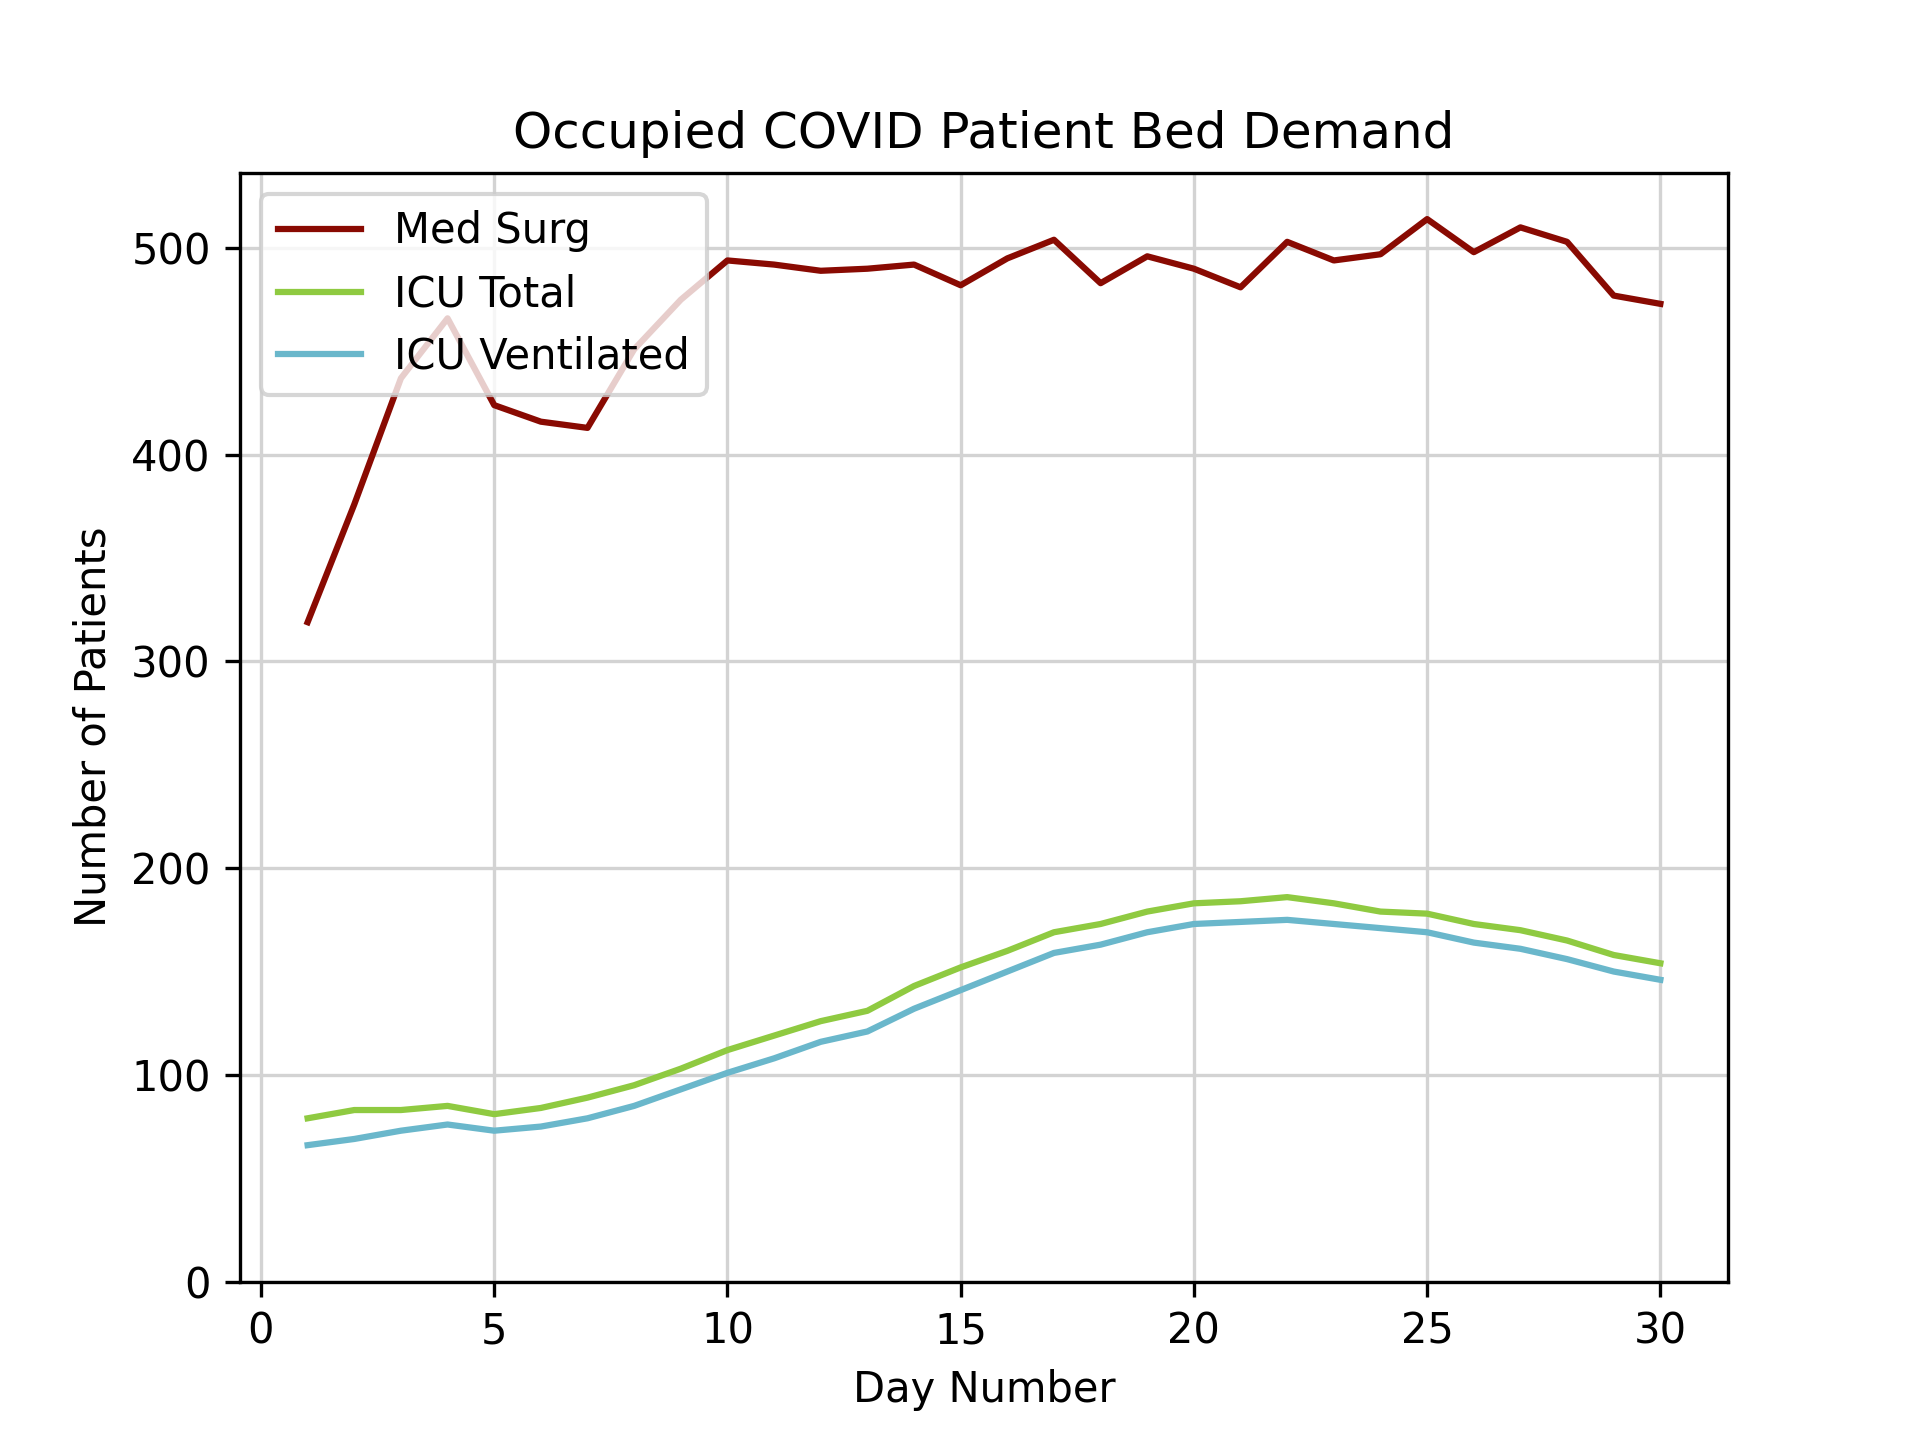 Occupied COVID Patient Bed Demand
Med Surg
ICU Total
ICU Ventilated
500
400
300
200
100
0
Number of Patients
0 5 10 15 20 25 30
Day Number